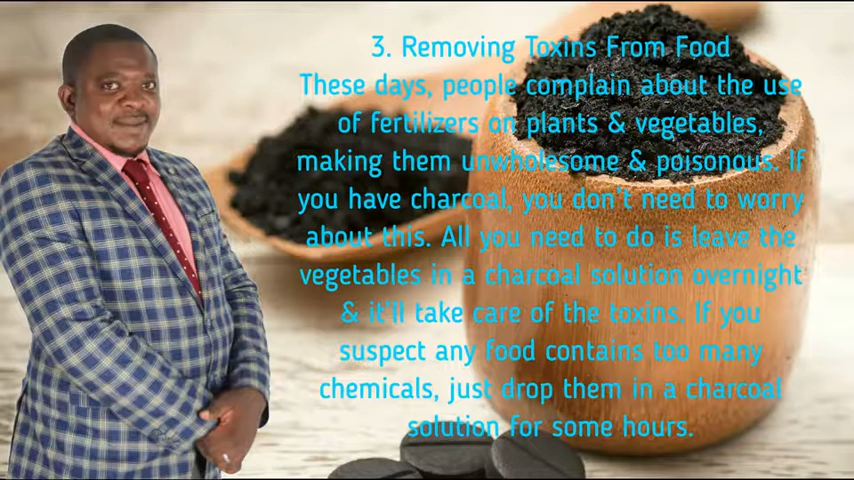 3. Removing Toxins From Food
These days, people complain about the use
of fertilizers on plants & vegetables,
making them unwholesome & poisonous. If
you have charcoal, you don't need to worry
about this. All you need to do is leave the
vegetables in a charcoal solution overnight
& it'll take care of the toxins. If you
suspect any food contains too many
chemicals, just drop them in a charcoal
solution for some hours.